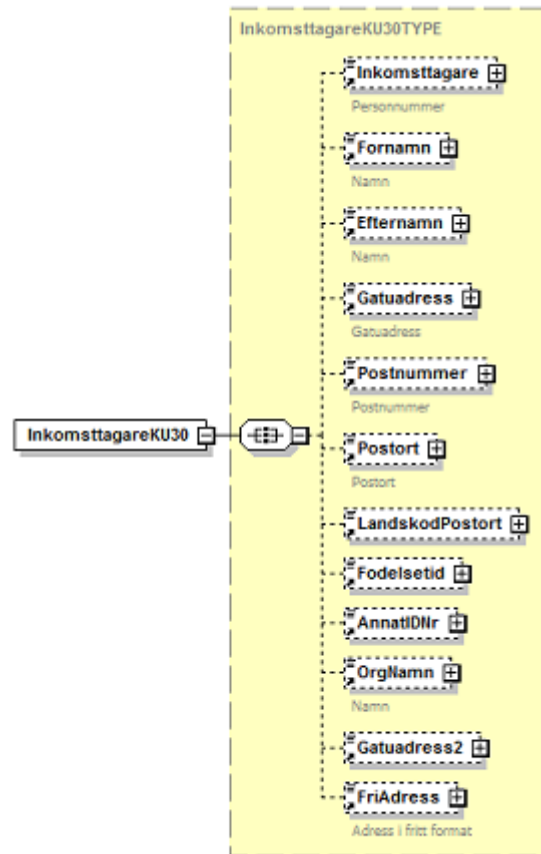 InkomsttagareKU30TYPE
Inkomsttagare
Personnummer
Fornamn
Namn
Efternamn
Namn
Gatuadress
Gatuadress
Postnummer
Postnummer
InkomsttagareKU30
Postort
Postort
LandskodPostort
Fodelsetid
AnnatIDNr
OrgNamn
Namn
Gatuadress2
FriAdress
Adress i fritt format